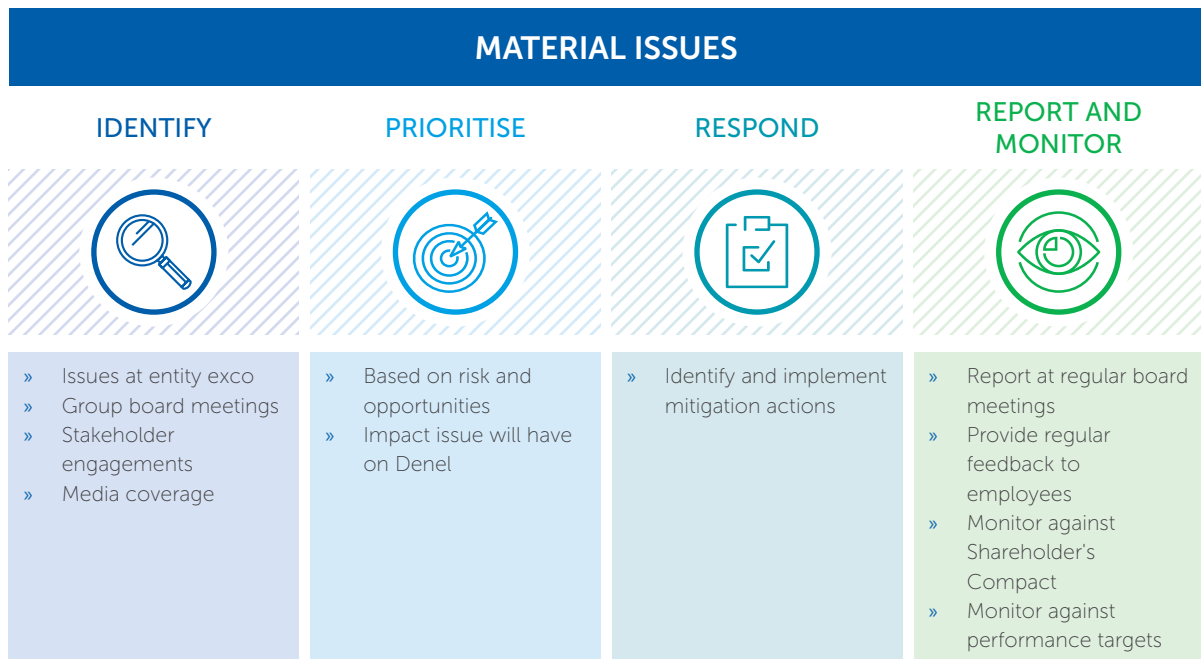 MATERIAL ISSUES
IDENTIFY
» Issues at entity exco
» Group board meetings
» Stakeholder
engagements
» Media coverage
PRIORITISE
» Based on risk and
opportunities
» Impact issue will have
on Denel
RESPOND
» Identify and implement
mitigation actions
REPORT AND
MONITOR
» Report at regular board
meetings
» Provide regular
feedback to
employees
» Monitor against
Shareholder's
Compact
» Monitor against
performance targets